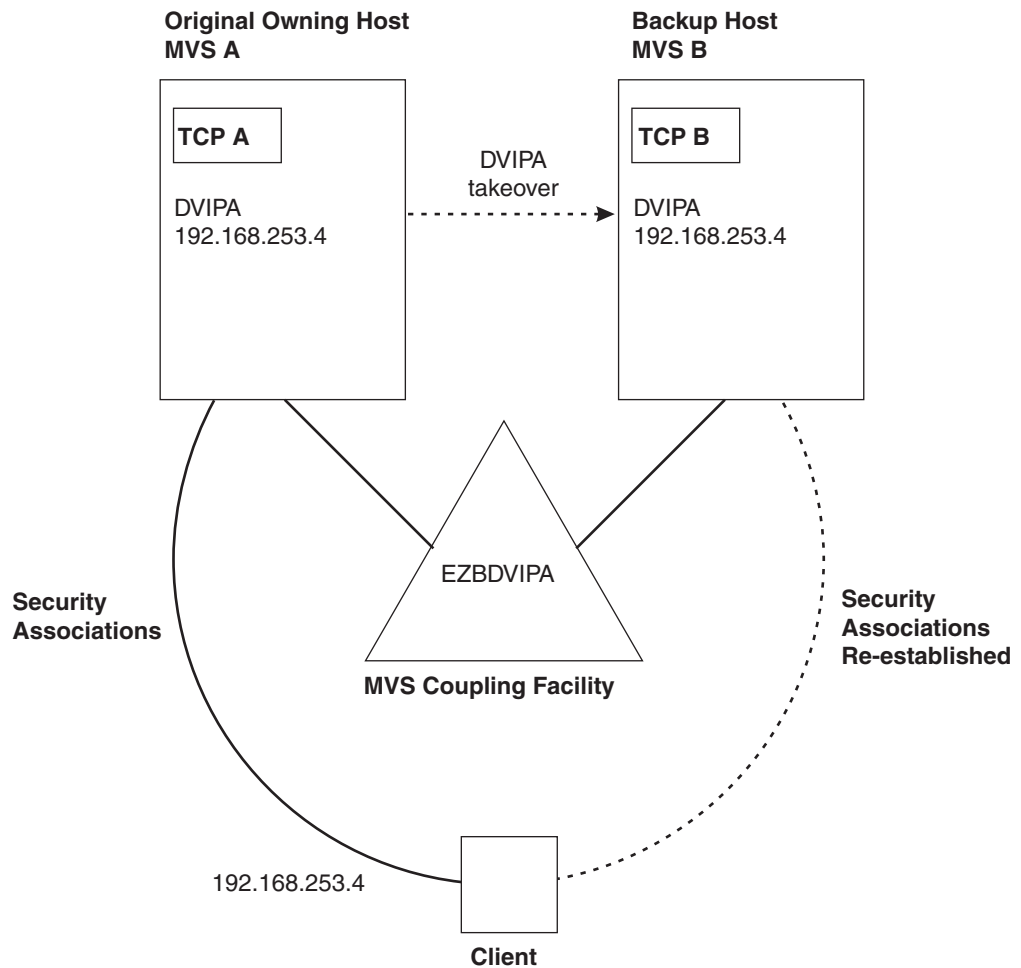 Original Owning Host
MVS A
Backup Host
MVS B
TCP A
TCP B
DVIPA
takeover
DVIPA
192.168.253.4
DVIPA
192.168.253.4
EZBDVIPA
Security
Associations
Security
Associations
Re-established
MVS Coupling Facility
192.168.253.4
Client